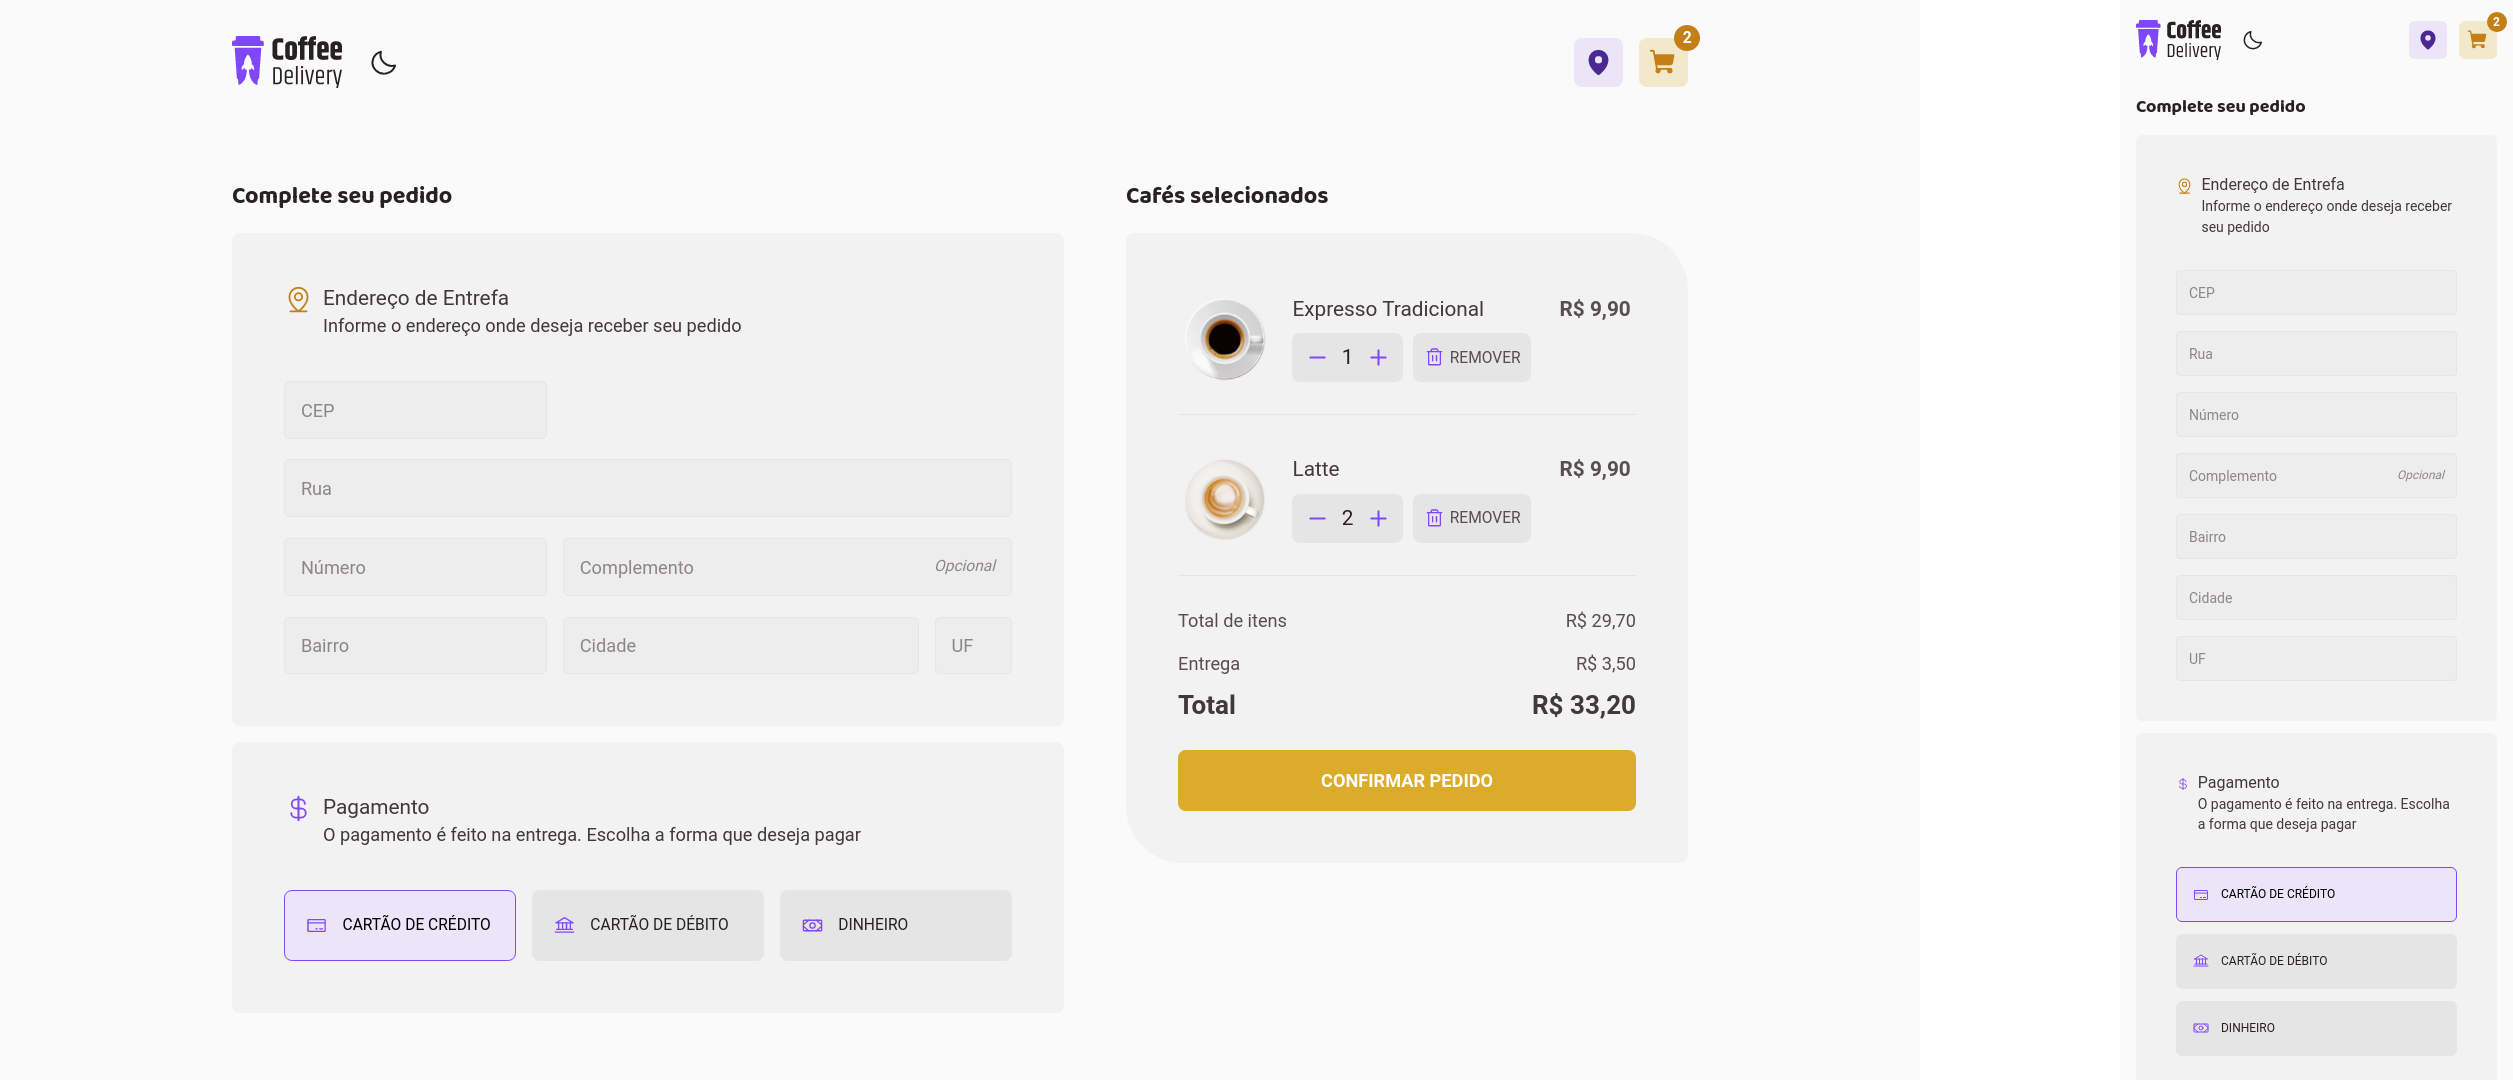 Coffee
Delivery
2
Complete seu pedido
Endereço de Entrefa
Informe o endereço onde deseja receber seu pedido
CEP
Rua
Número
Complemento
Opcional
Bairro
Cidade
UF
Pagamento
O pagamento é feito na entrega. Escolha a forma que deseja pagar
CARTÃO DE CRÉDITO
CARTÃO DE DÉBITO
DINHEIRO
Cafés selecionados
Expresso Tradicional
R$ 9,90
1
REMOVER
Latte
R$ 9,90
2
REMOVER
Total de itens
R$ 29,70
Entrega
R$ 3,50
Total
R$ 33,20
CONFIRMAR PEDIDO
Coffee
Delivery
2
Complete seu pedido
Endereço de Entrefa
Informe o endereço onde deseja receber
seu pedido
CEP
Rua
Número
Complemento
Opcional
Bairro
Cidade
UF
Pagamento
O pagamento é feito na entrega. Escolha
a forma que deseja pagar
CARTÃO DE CRÉDITO
CARTÃO DE DÉBITO
DINHEIRO